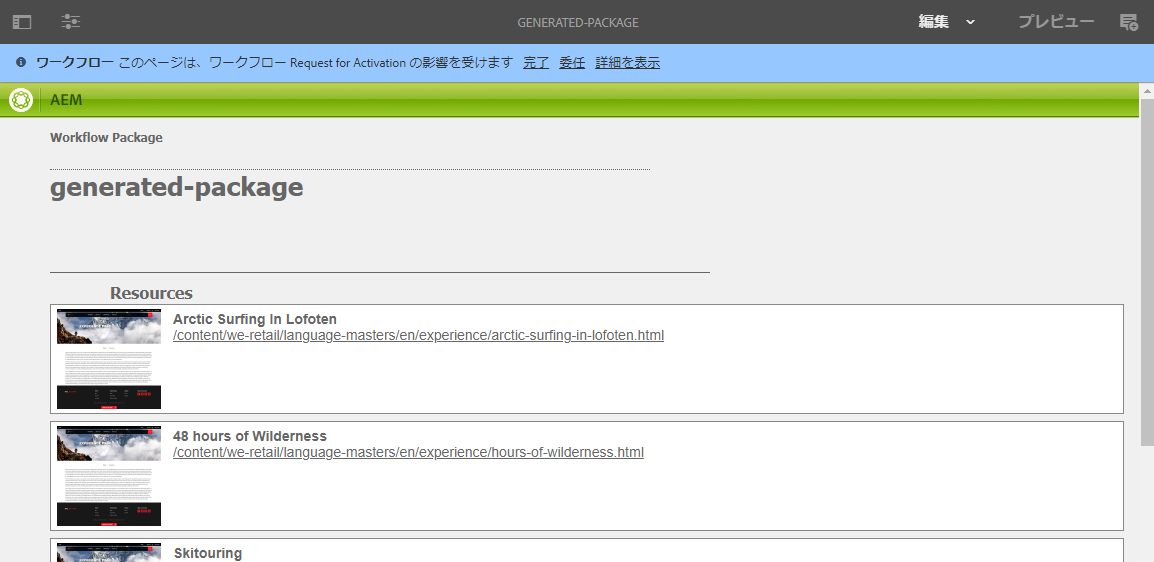 GENERATED-PACKAGE
編集
プレビュー
ワークフロー このページは、ワークフロー Request for Activation の影響を受けます 完了 委任 詳細を表示
AEM
Workflow Package
generated-package
Resources
Arctic Surfing In Lofoten
/content/we-retail/language-masters/en/experience/arctic-surfing-in-lofoten.html
48 hours of Wilderness
/content/we-retail/language-masters/en/experience/hours-of-wilderness.html
Skitouring